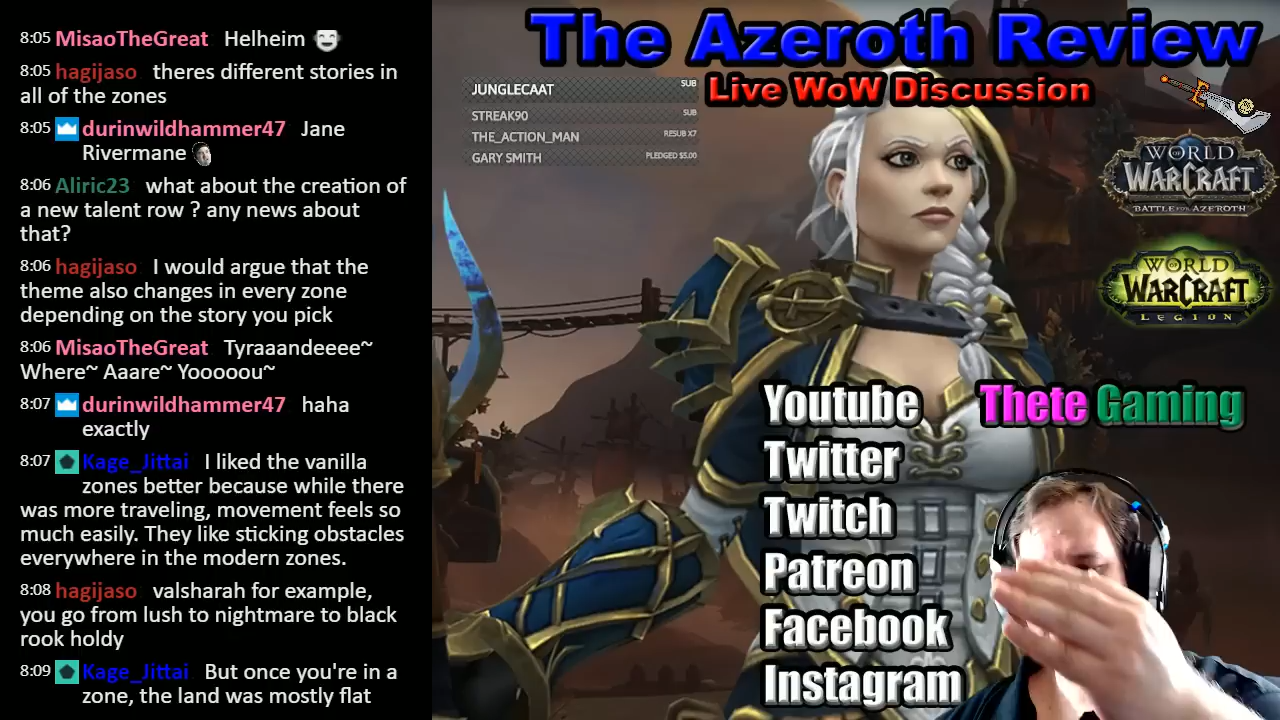 8:05 MisaoTheGreat Helheim
8:05 hagijaso theres different stories in
all of the zones
8:05 durinwildhammer47 Jane
Rivermane
8:06 Aliric23 what about the creation of
a new talent row ? any news about
that?
8:06 hagijaso I would argue that the
theme also changes in every zone
depending on the story you pick
8:06 MisaoTheGreat Tyraaandeeee~
Where~ Aaare~ Yooooou~
8:07 durinwildhammer47 haha
exactly
8:07 Kage_Jittai I liked the vanilla
zones better because while there
was more traveling, movement feels so
much easily. They like sticking obstacles
everywhere in the modern zones.
8:08 hagijaso valsharah for example,
you go from lush to nightmare to black
rook holdy
8:09 Kage_Jittai But once you're in a
zone, the land was mostly flat
The Azeroth Review
Live WoW Discussion
JUNGLECAAT SUB
STREAK90 SUB
THE_ACTION_MAN RESUB X7
GARY SMITH PLEDGED $5.00
WORLD
OF
WARCRAFT
BATTLE FOR AZEROTH
WORLD
OF
WARCRAFT
LEGION
Youtube Thete Gaming
Twitter
Twitch
Patreon
Facebook
Instagram